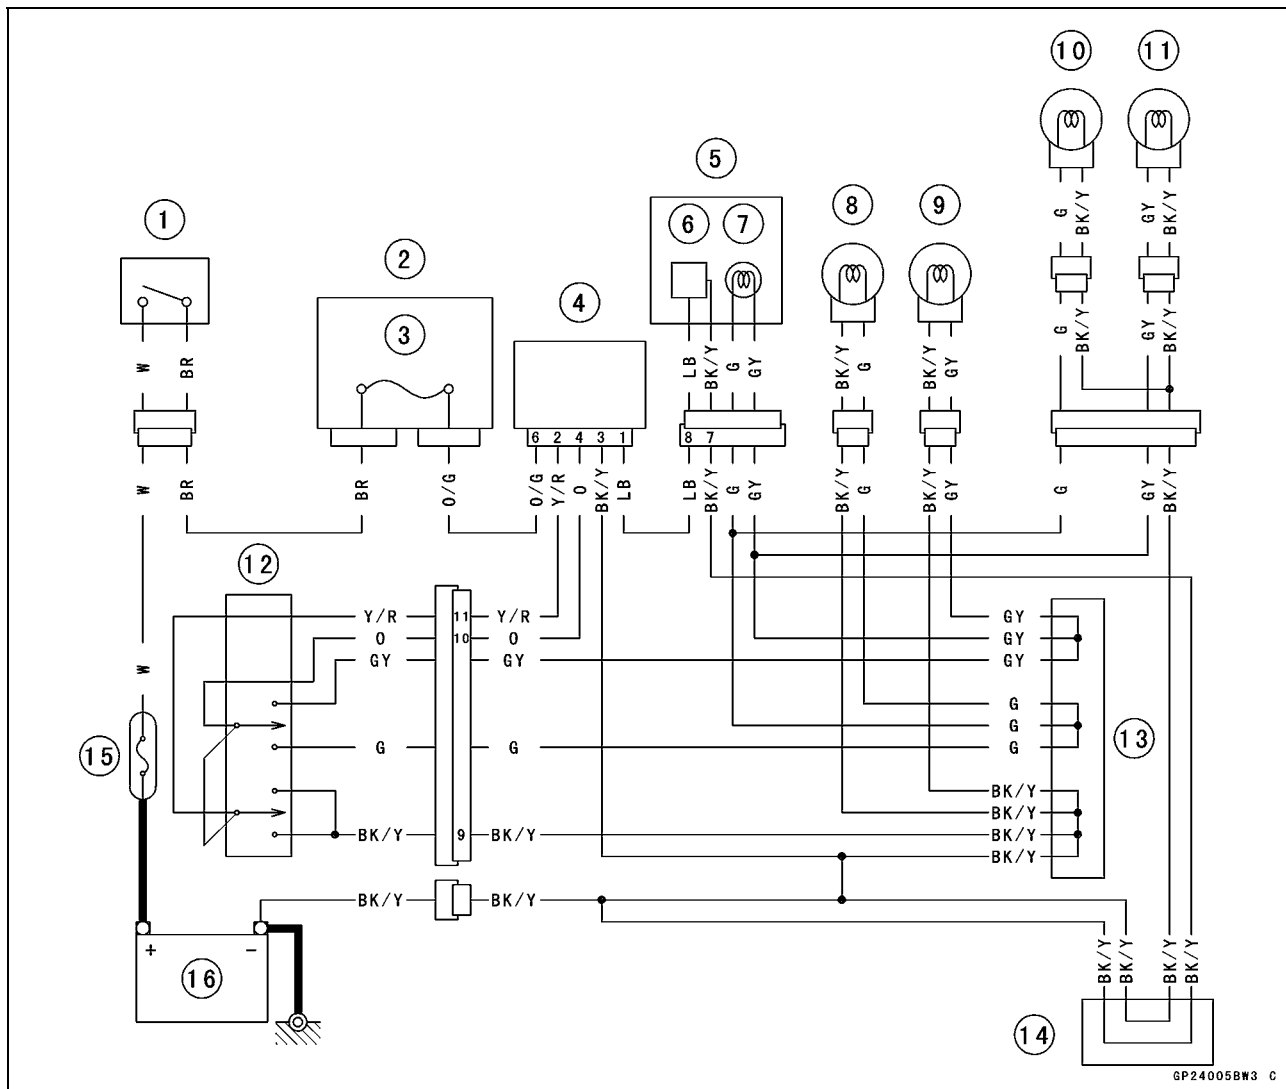 10 11
5
1 6 7 8 9
2
4
3
G BK/Y GY BK/Y
W BR LB BK/Y G GY BK/Y G BK/Y GY G BK/Y GY BK/Y
6 2 4 3 1 8 7
W BR BR O/G O/G Y/R O BK/Y LB LB BK/Y G GY BK/Y G BK/Y GY G GY BK/Y
12
Y/R 11 Y/R GY
O 10 O GY
W GY GY GY
G
G
15 G G G 13
BK/Y
BK/Y
BK/Y 9 BK/Y BK/Y
BK/Y
BK/Y BK/Y
+ -
16 BK/Y BK/Y BK/Y BK/Y
14
GP24005BW3 C